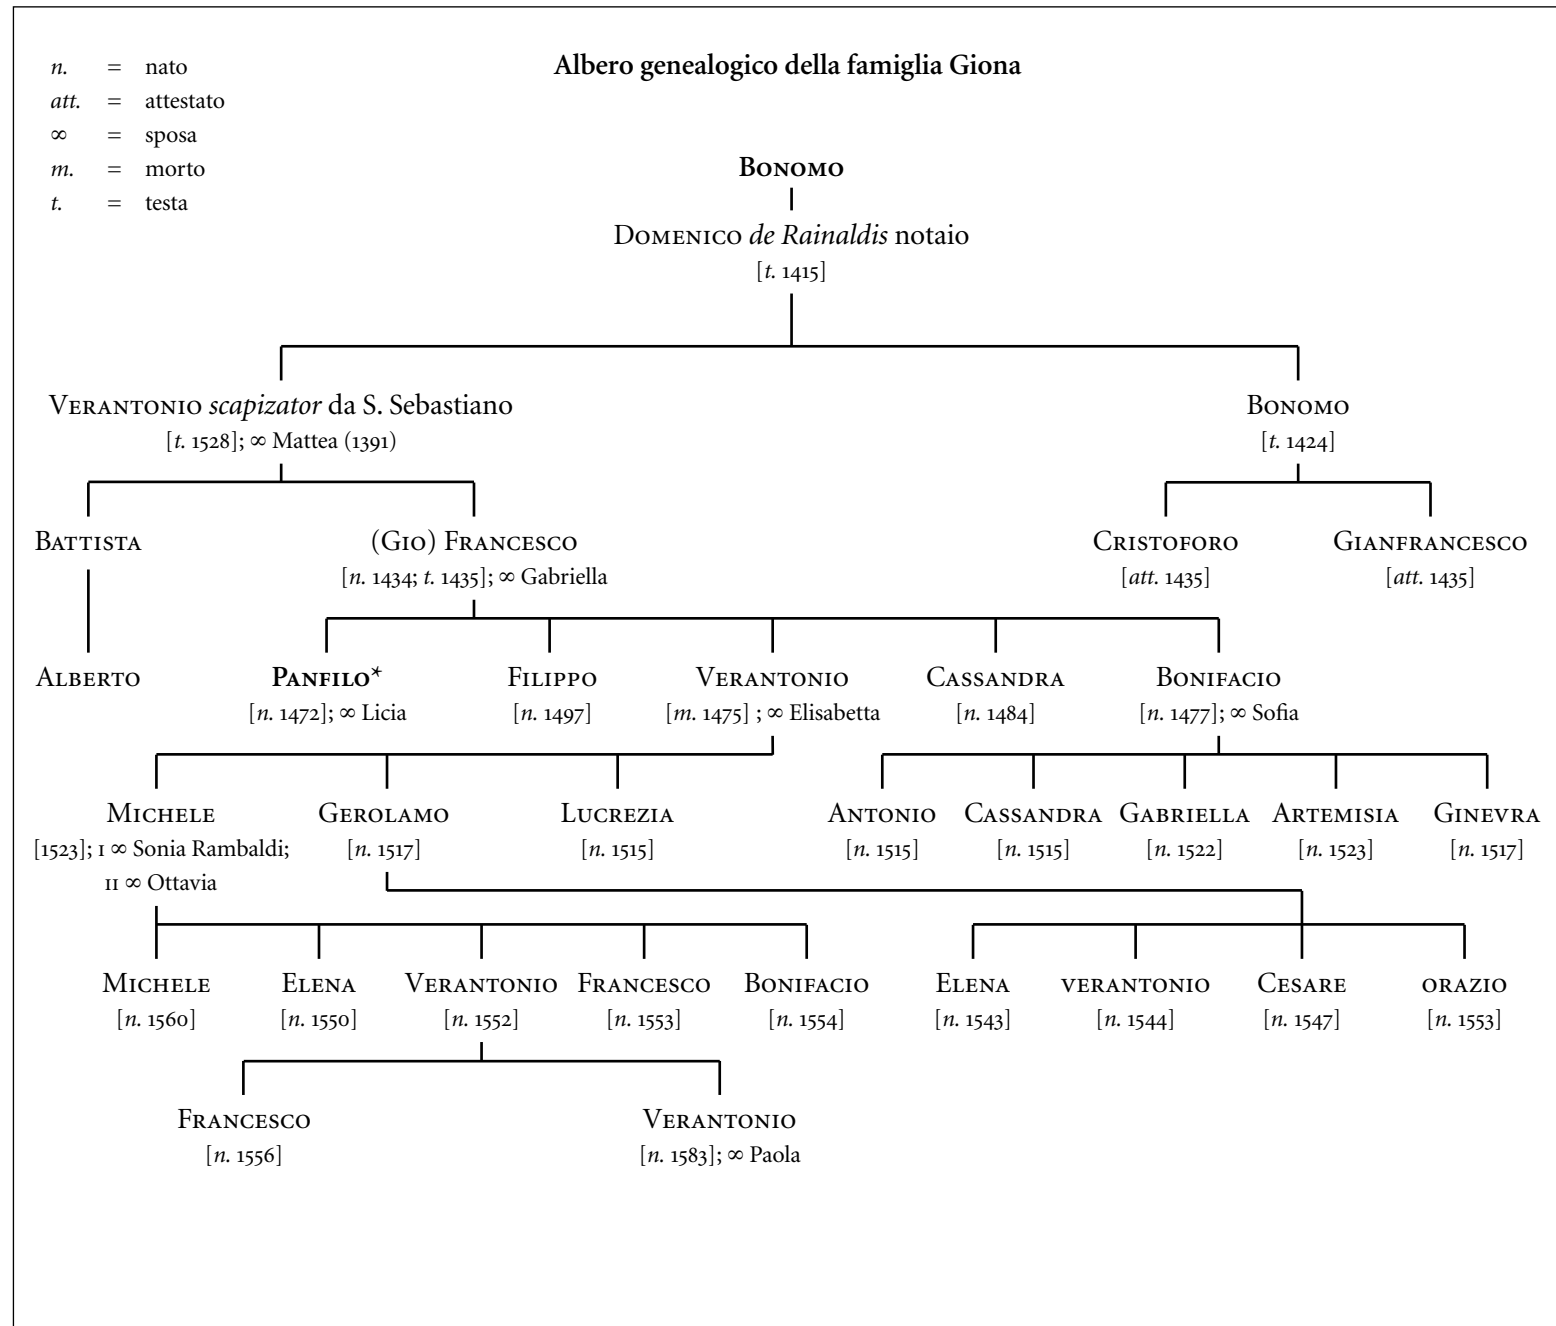 Albero genealogico della famiglia Giona
n. = nato
att. = attestato
∞ = sposa
m. = morto
t. = testa
Bonomo
Domenico de Rainaldis notaio
[t. 1415]
Verantonio scapizator da S. Sebastiano Bonomo
[t. 1528]; ∞ Mattea (1391) [t. 1424]
Battista (Gio) Francesco Cristoforo Gianfrancesco
[n. 1434; t. 1435]; ∞ Gabriella [att. 1435] [att. 1435]
Alberto Panfilo* Filippo Verantonio Cassandra Bonifacio
[n. 1472]; ∞ Licia [n. 1497] [m. 1475] ; ∞ Elisabetta [n. 1484] [n. 1477]; ∞ Sofia
Michele Gerolamo Lucrezia Antonio Cassandra Gabriella Artemisia Ginevra
[1523]; I ∞ Sonia Rambaldi; [n. 1517] [n. 1515] [n. 1515] [n. 1515] [n. 1522] [n. 1523] [n. 1517]
II ∞ Ottavia
Michele Elena Verantonio Francesco Bonifacio Elena verantonio Cesare orazio
[n. 1560] [n. 1550] [n. 1552] [n. 1553] [n. 1554] [n. 1543] [n. 1544] [n. 1547] [n. 1553]
Francesco Verantonio
[n. 1556] [n. 1583]; ∞ Paola